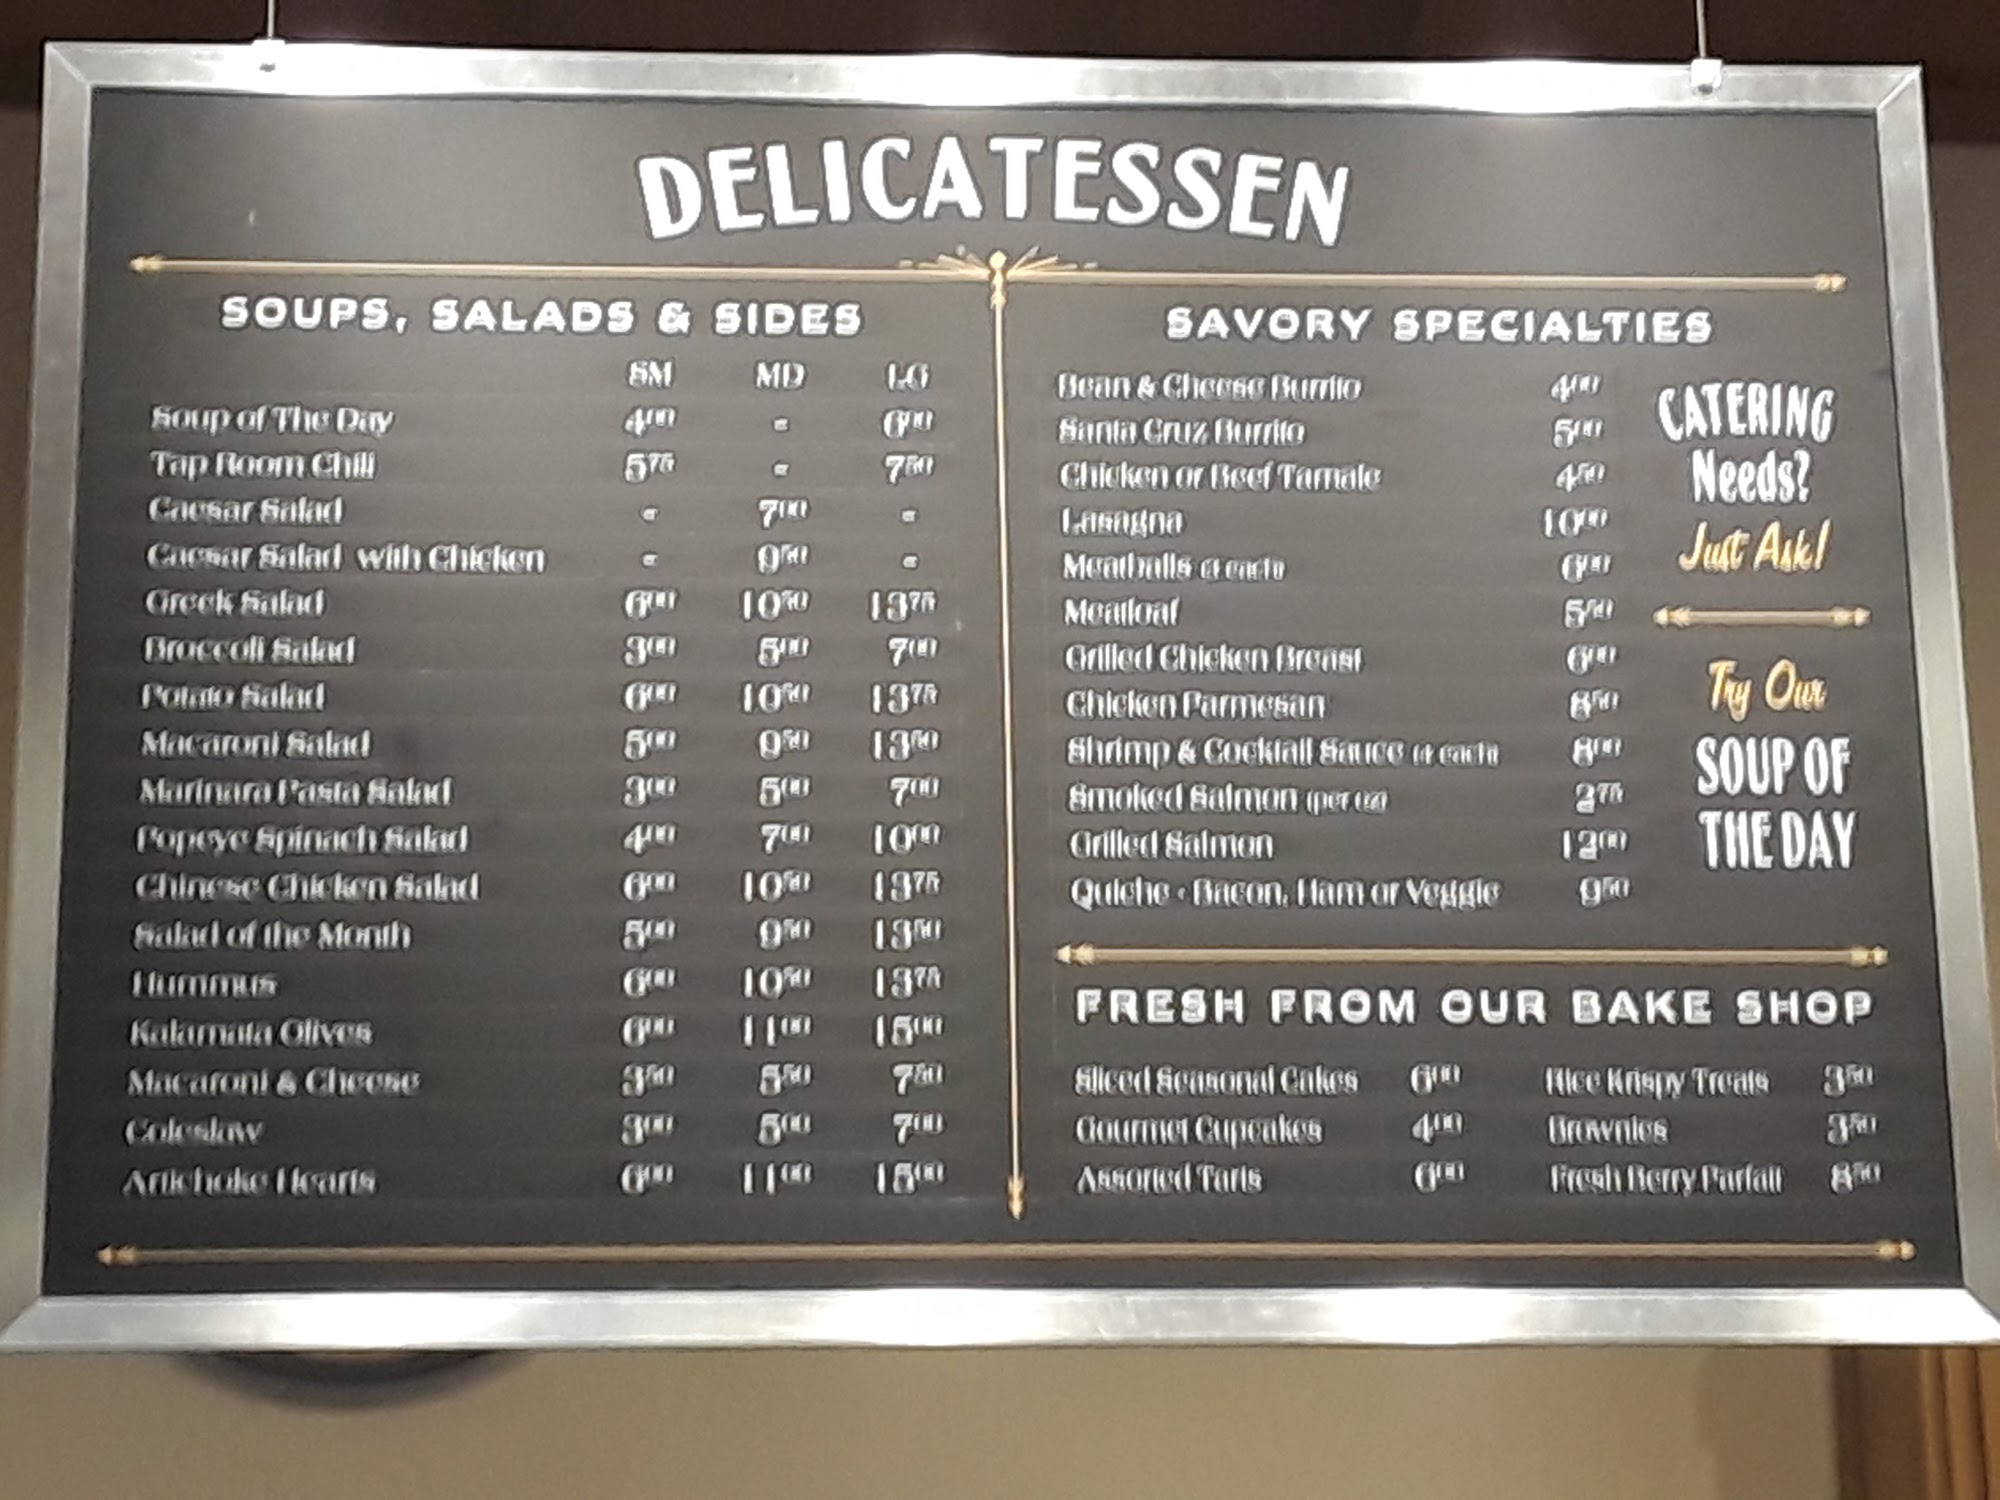 DELICATESSEN
SOUPS, SALADS & SIDES
SM MD LG
Soup of The Day 4.00 - 6.00
Tap Room Chili 5.75 - 7.50
Caesar Salad - 7.00 -
Caesar Salad with Chicken - 9.50 -
Greek Salad 6.00 10.50 13.75
Broccoli Salad 3.00 5.00 7.00
Potato Salad 6.00 10.50 13.75
Macaroni Salad 5.00 9.50 13.50
Marinara Pasta Salad 3.00 5.00 7.00
Popeye Spinach Salad 4.00 7.00 10.00
Chinese Chicken Salad 6.00 10.50 13.75
Salad of the Month 5.00 9.50 13.50
Hummus 6.00 10.50 13.75
Kalamata Olives 6.00 11.00 15.00
Macaroni & Cheese 3.50 5.50 7.50
Coleslaw 3.00 5.00 7.00
Artichoke Hearts 6.00 11.00 15.00
SAVORY SPECIALTIES
Bean & Cheese Burrito 4.00
Santa Cruz Burrito 5.00
Chicken or Beef Tamale 4.50
Lasagna 10.00
Meatballs each) 6.00
Meatloaf 5.50
Grilled Chicken Breast 6.00
Chicken Parmesan 8.50
Shrimp & Cocktail Sauce each) 8.00
Smoked Salmon (per oz) 2.75
Grilled Salmon 12.00
Quiche - Bacon, Ham or Veggie 9.50
CATERING
Needs?
Just Ask!
Try Our
SOUP OF
THE DAY
FRESH FROM OUR BAKE SHOP
Sliced Seasonal Cakes 6.00 Rice Krispy Treats 3.50
Gourmet Cupcakes 4.00 Brownies 3.50
Assorted Tarts 6.00 Fresh Berry Parfait 8.50